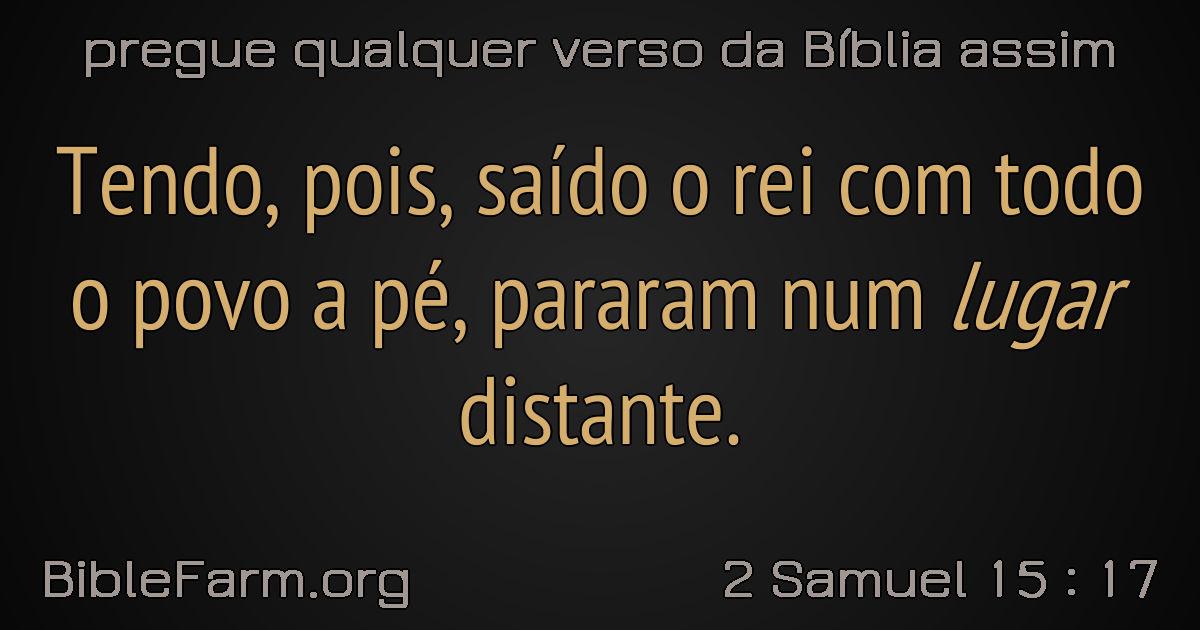 pregue qualquer verso da Bíblia assim
Tendo, pois, saído o rei com todo
o povo a pé, pararam num lugar
distante.
BibleFarm.org
2 Samuel 15 : 17